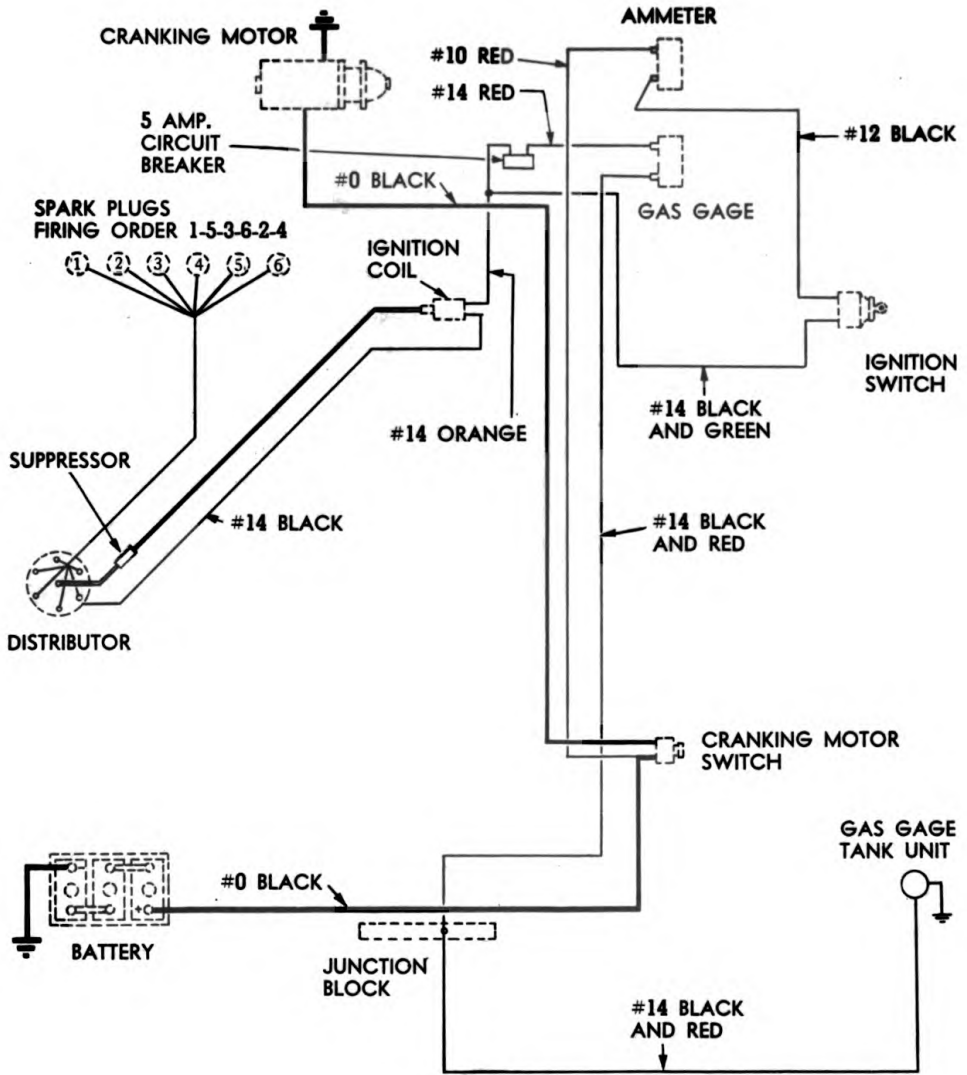 AMMETER
CRANKING MOTOR
#10 RED
#14 RED
5 AMP.
CIRCUIT
BREAKER
#12 BLACK
#0 BLACK
GAS GAGE
SPARK PLUGS
FIRING ORDER 1-5-3-6-2-4
1 2 3 4 5 6
IGNITION
COIL
IGNITION
SWITCH
#14 BLACK
AND GREEN
#14 ORANGE
SUPPRESSOR
#14 BLACK
#14 BLACK
AND RED
DISTRIBUTOR
CRANKING MOTOR
SWITCH
GAS GAGE
TANK UNIT
#0 BLACK
+
BATTERY
JUNCTION
BLOCK
#14 BLACK
AND RED